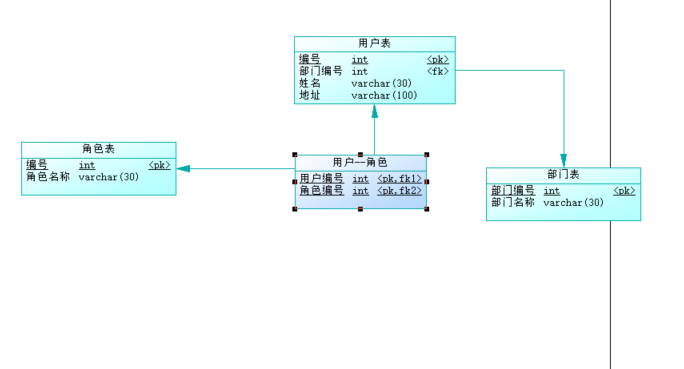 用户表
编号 int <pk>
部门编号 int <fk>
姓名 varchar(30)
地址 varchar(100)
角色表
编号 int <pk>
角色名称 varchar(30)
用户--角色
用户编号 int <pk,fk1>
角色编号 int <pk,fk2>
部门表
部门编号 int <pk>
部门名称 varchar(30)